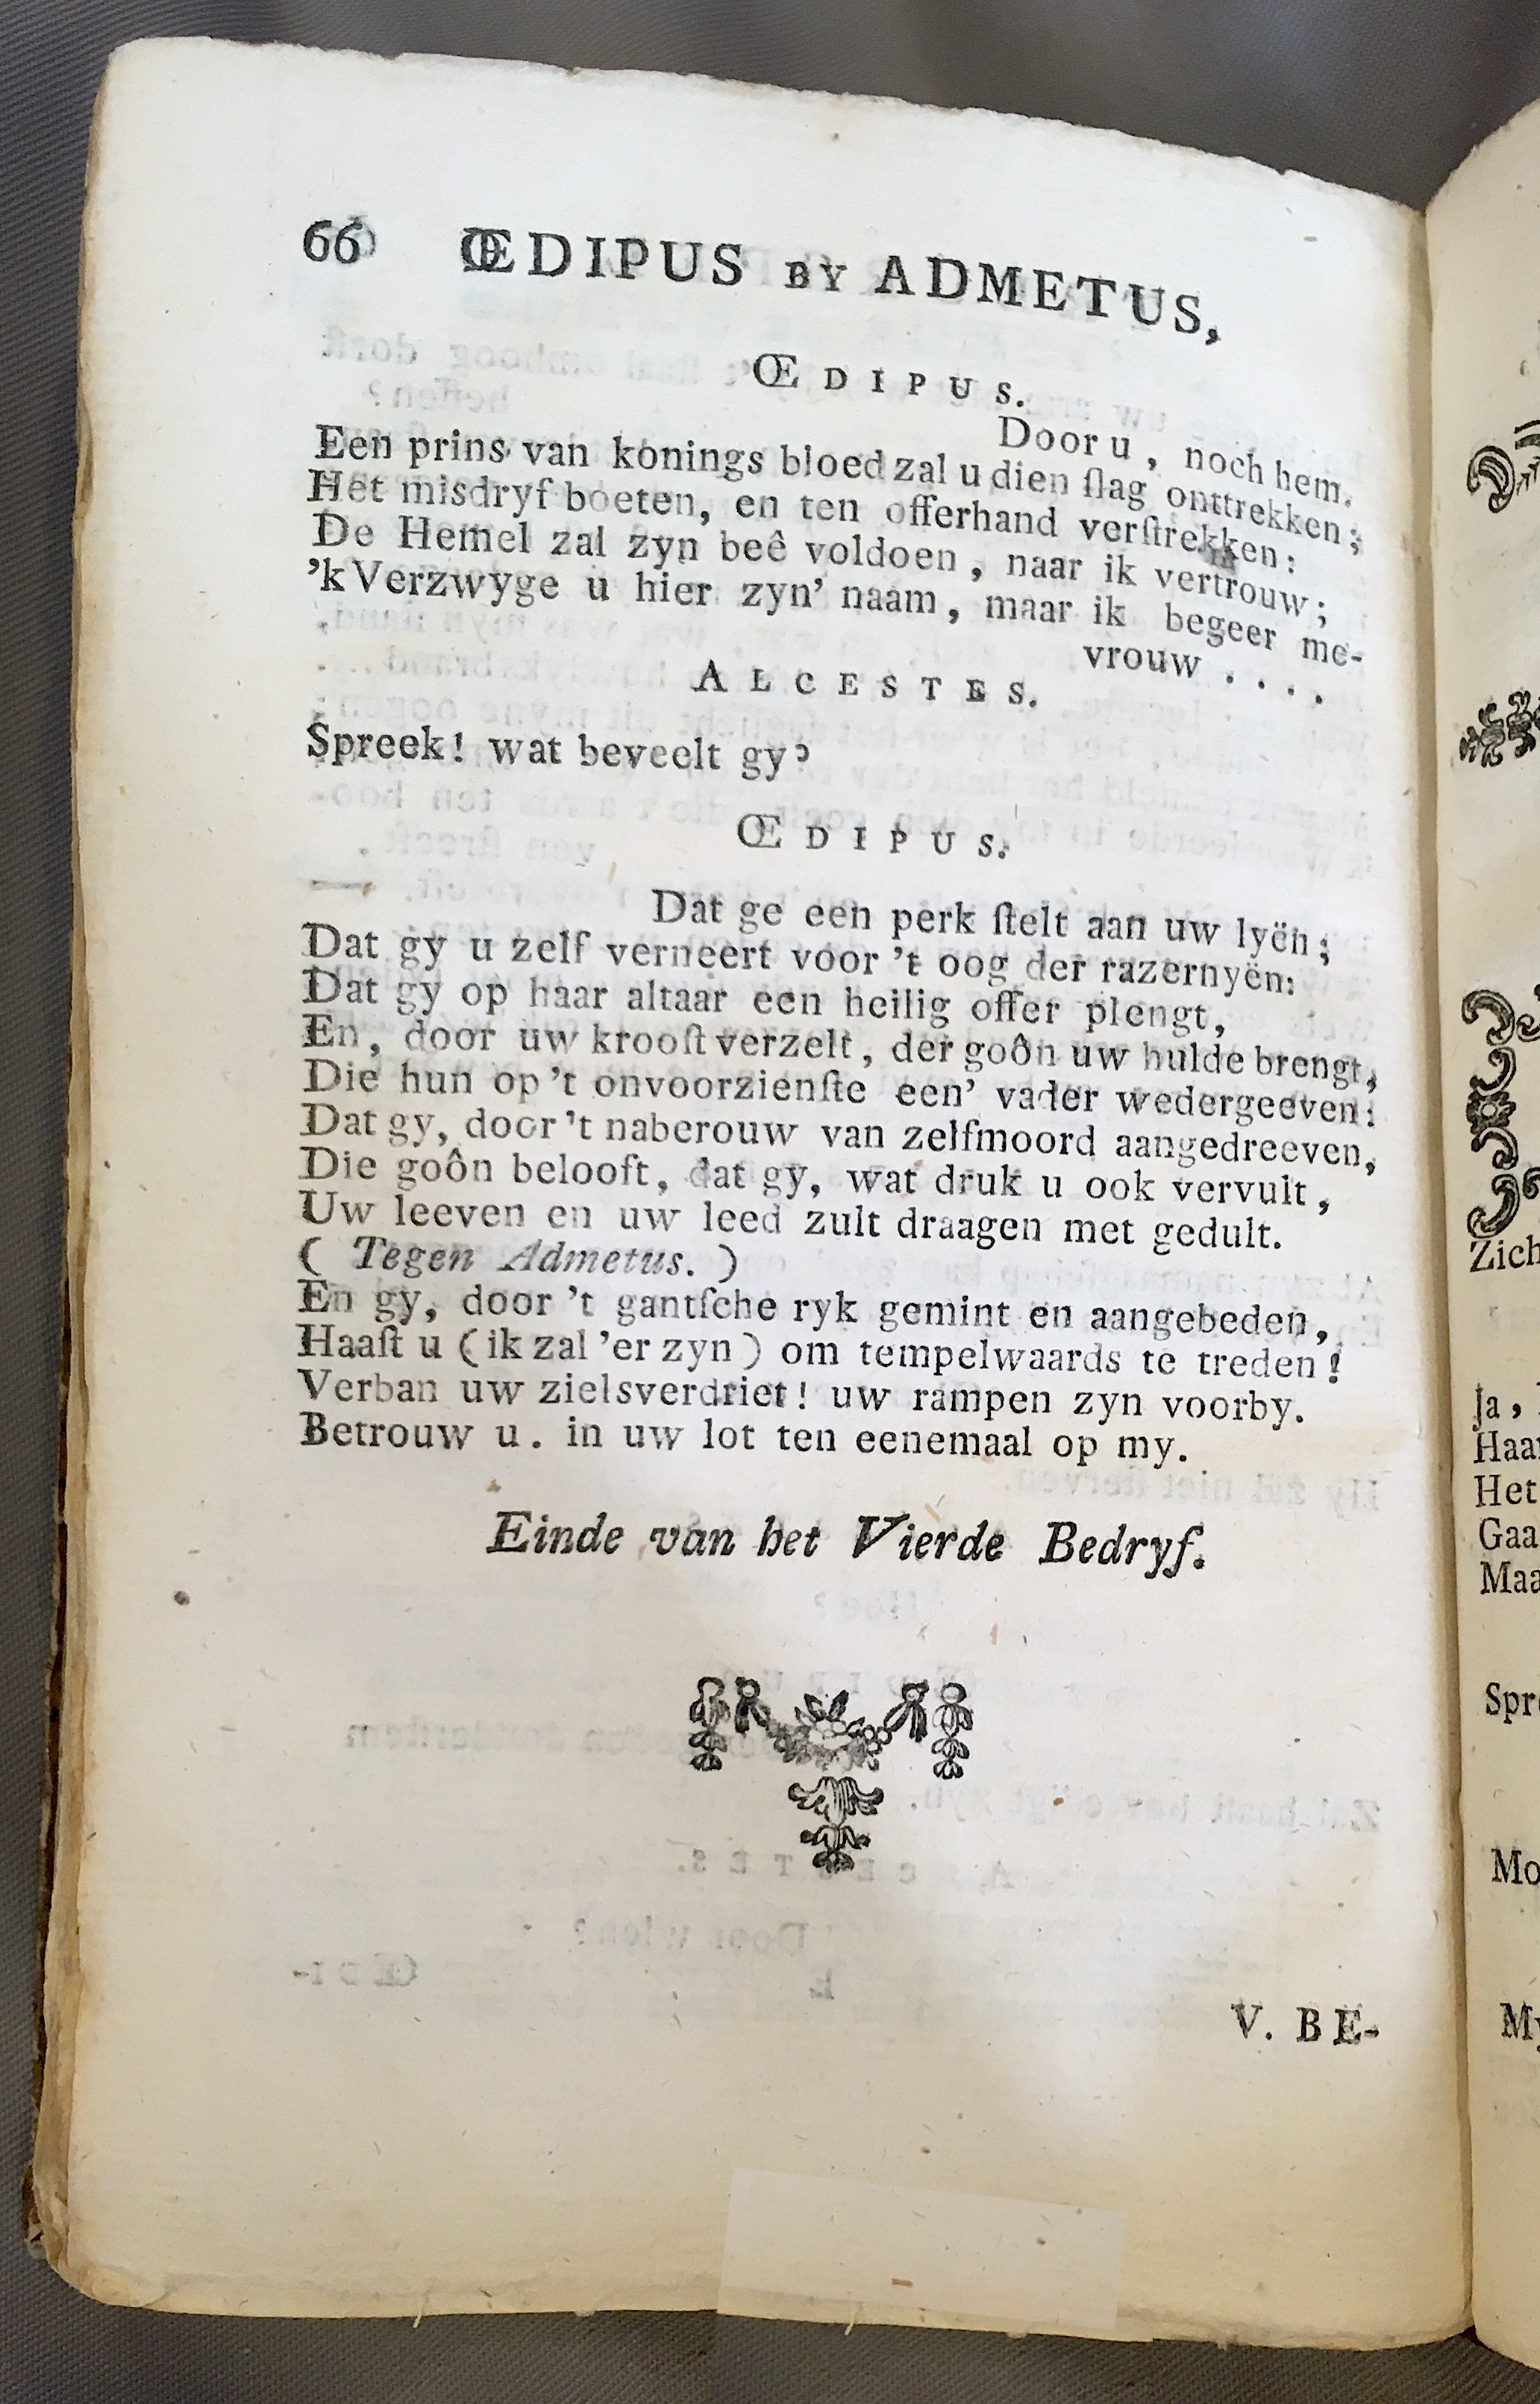 66 ŒDIPUS BY ADMETUS,
ŒDIPUS.
Door u, noch hem.
Een prins van konings bloed zal u dien ſlag onttrekken;
Het misdryf boeten, en ten offerhand verſtrekken:
De Hemel zal zyn beê voldoen, naar ik vertrouw;
’k Verzwyge u hier zyn’ naam, maar ik begeer me-
vrouw . . . .
ALCESTES.
Spreek! wat beveelt gy?
ŒDIPUS.
Dat ge een perk ſtelt aan uw lyën;
Dat gy u zelf verneert voor ’t oog der razernyën:
Dat gy op haar altaar een heilig offer plengt,
En, door uw krooſt verzelt, der goôn uw hulde brengt,
Die hun op ’t onvoorzienſte een’ vader wedergeeven:
Dat gy, door ’t naberouw van zelfmoord aangedreeven,
Die goôn belooft, dat gy, wat druk u ook vervult,
Uw leeven en uw leed zult draagen met gedult.
( Tegen Admetus. )
En gy, door ’t gantſche ryk gemint en aangebeden,
Haaſt u (ik zal ’er zyn) om tempelwaards te treden!
Verban uw zielsverdriet! uw rampen zyn voorby.
Betrouw u. in uw lot ten eenemaal op my.
Einde van het Vierde Bedryf.
V. BE-
Zich
Ja,
Het